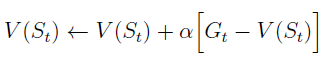 V(S_t) ← V(S_t) + α[G_t − V(S_t)]